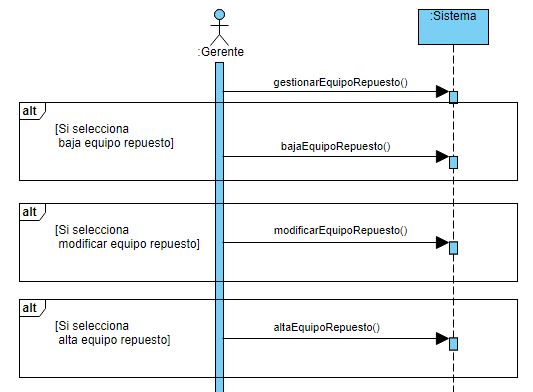 :Gerente
:Sistema
gestionarEquipoRepuesto()
alt
[Si selecciona
baja equipo repuesto]
bajaEquipoRepuesto()
alt
[Si selecciona
modificar equipo repuesto]
modificarEquipoRepuesto()
alt
[Si selecciona
alta equipo repuesto]
altaEquipoRepuesto()